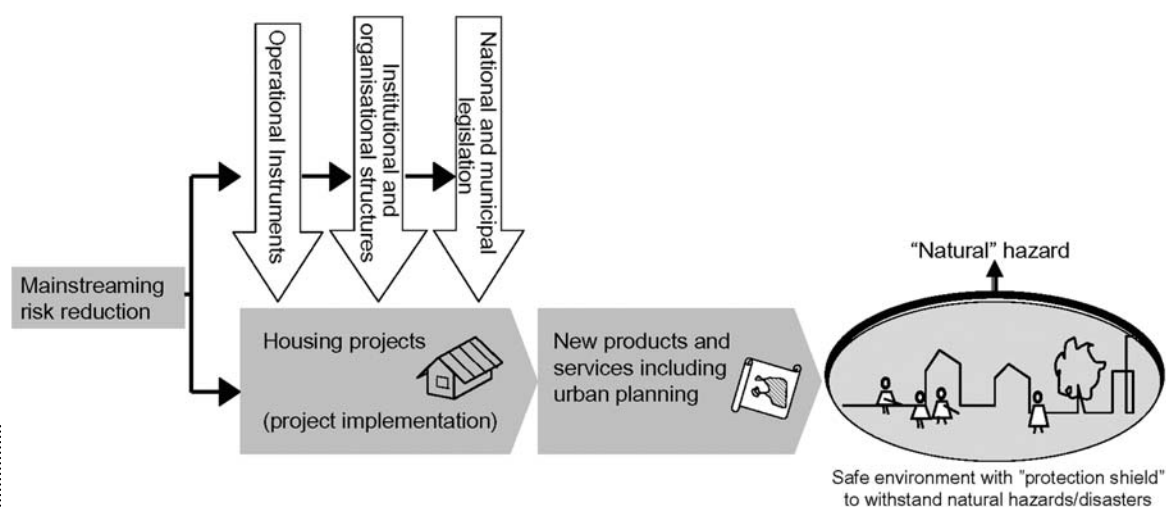 Operational Instruments
Institutional and
organisational structures
National and municipal
legislation
Mainstreaming
risk reduction
Housing projects
(project implementation)
New products and
services including
urban planning
“Natural” hazard
Safe environment with ”protection shield”
to withstand natural hazards/disasters